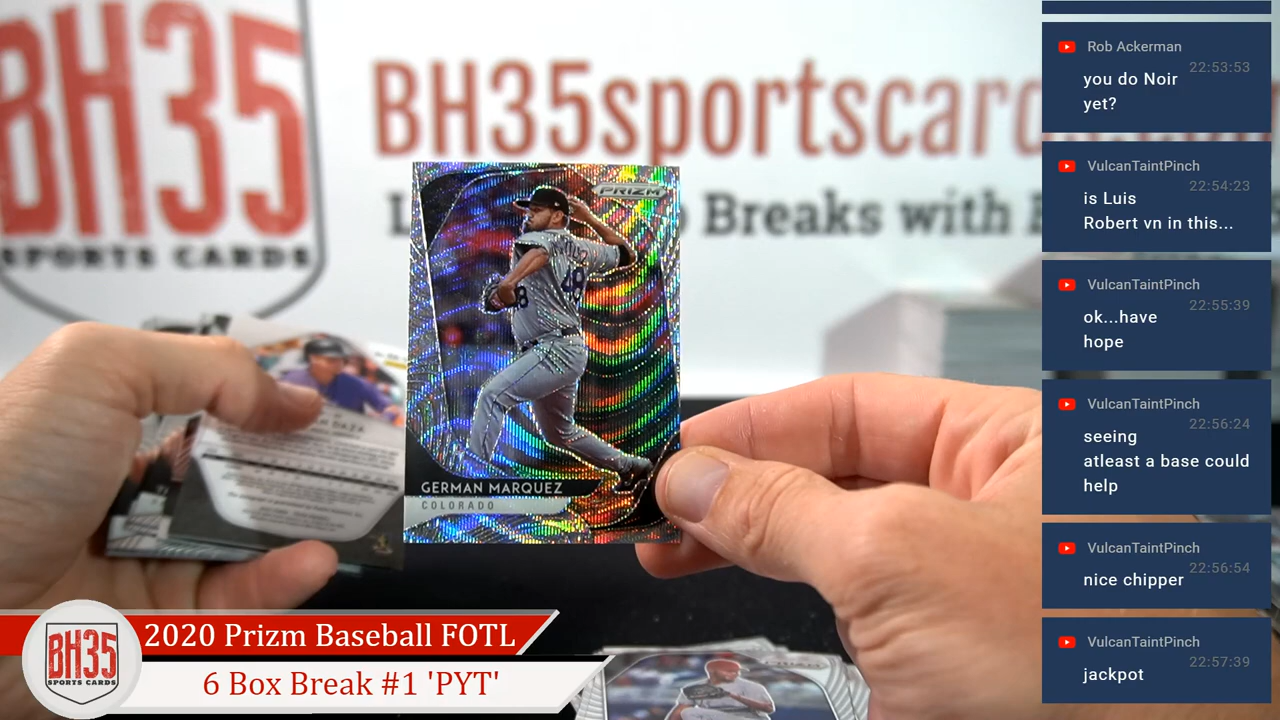 BH35
SPORTS CARDS
BH35sportscard
Breaks with
PRIZM
48
GERMAN MARQUEZ
COLORADO
DAZA
BH35
SPORTS CARDS
2020 Prizm Baseball FOTL
6 Box Break #1 'PYT'
Rob Ackerman
22:53:53
you do Noir
yet?
VulcanTaintPinch
22:54:23
is Luis
Robert vn in this...
VulcanTaintPinch
22:55:39
ok...have
hope
VulcanTaintPinch
22:56:24
seeing
atleast a base could
help
VulcanTaintPinch
22:56:54
nice chipper
VulcanTaintPinch
22:57:39
jackpot